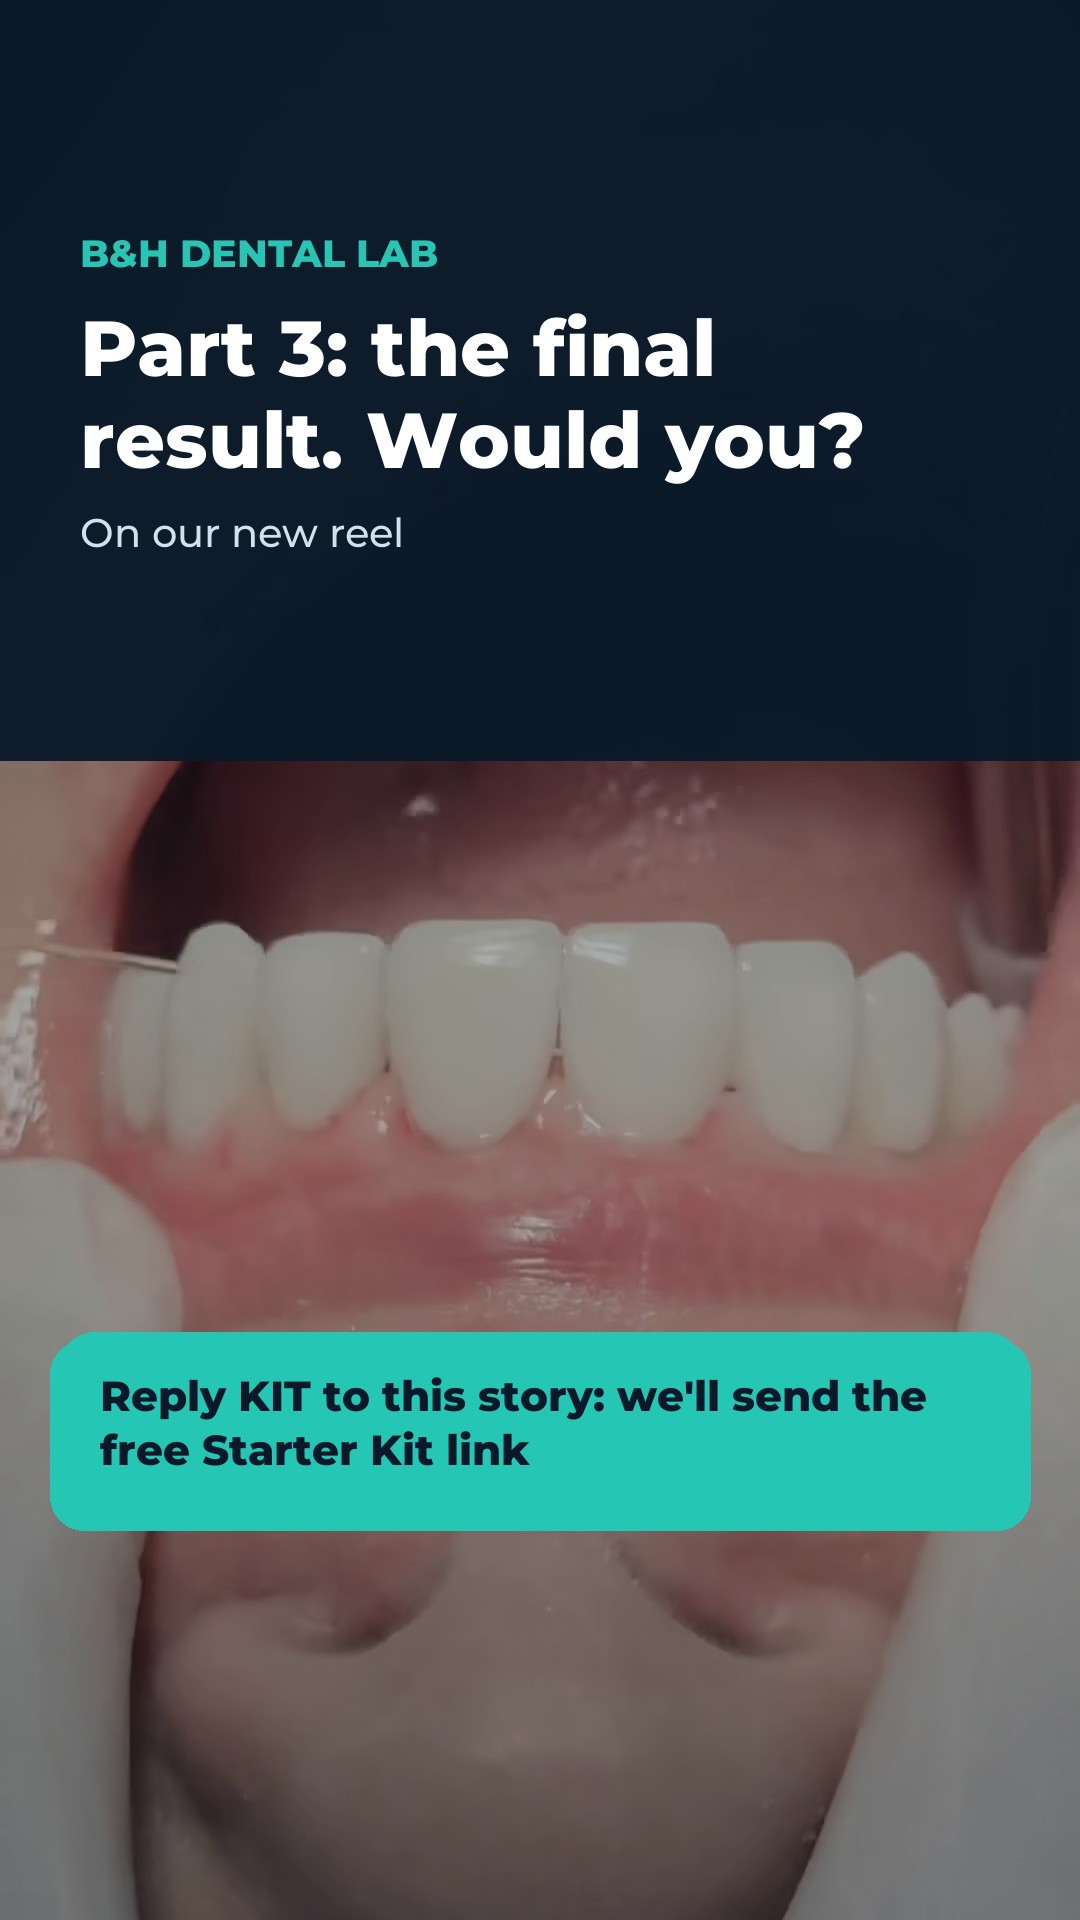 B&H DENTAL LAB
Part 3: the final
result. Would you?
On our new reel
Reply KIT to this story: we'll send the
free Starter Kit link